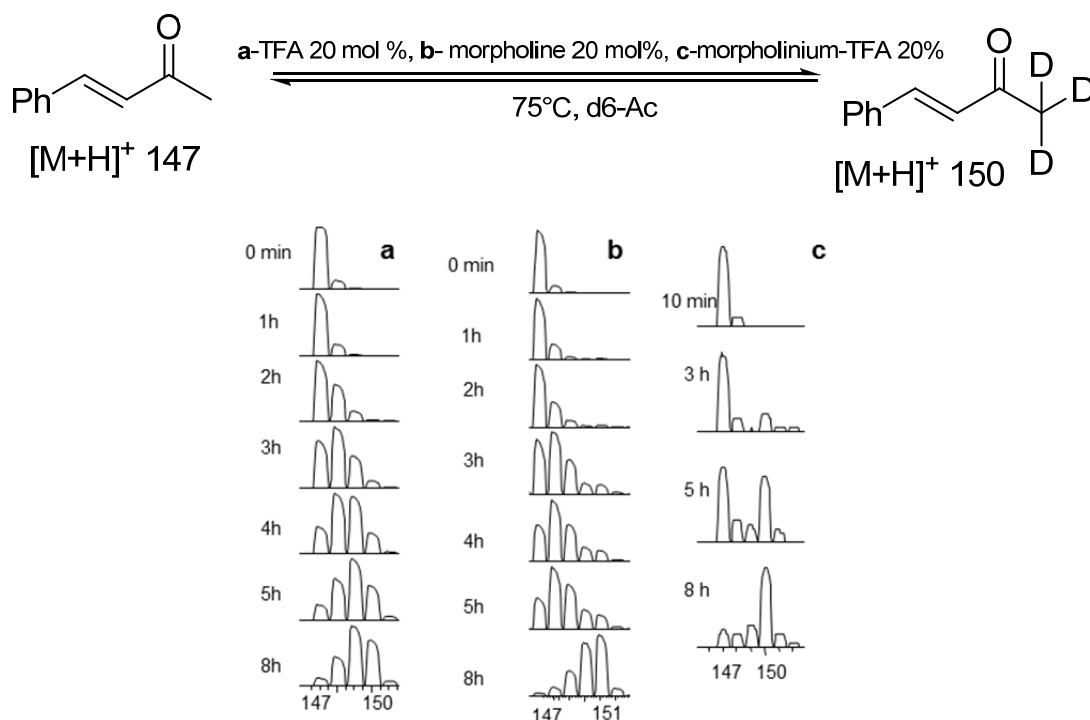 O
Ph
[M+H]⁺ 147
a-TFA 20 mol %, b- morpholine 20 mol%, c-morpholinium-TFA 20%
75°C, d6-Ac
O
D
D
D
Ph
[M+H]⁺ 150
a
0 min
1h
2h
3h
4h
5h
8h
147 150
b
0 min
1h
2h
3h
4h
5h
8h
147 151
c
10 min
3 h
5 h
8 h
147 150